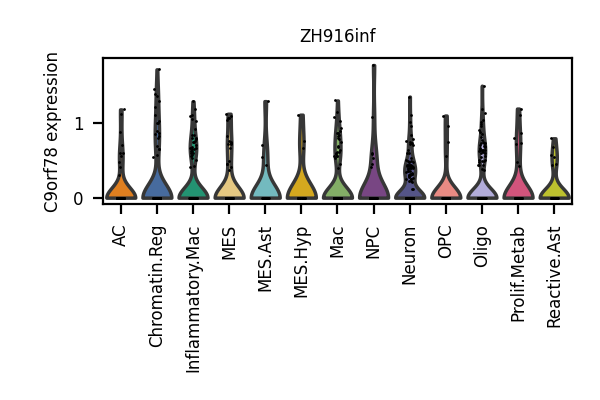 ZH916inf
C9orf78 expression
1
0
AC
Chromatin.Reg
Inflammatory.Mac
MES
MES.Ast
MES.Hyp
Mac
NPC
Neuron
OPC
Oligo
Prolif.Metab
Reactive.Ast